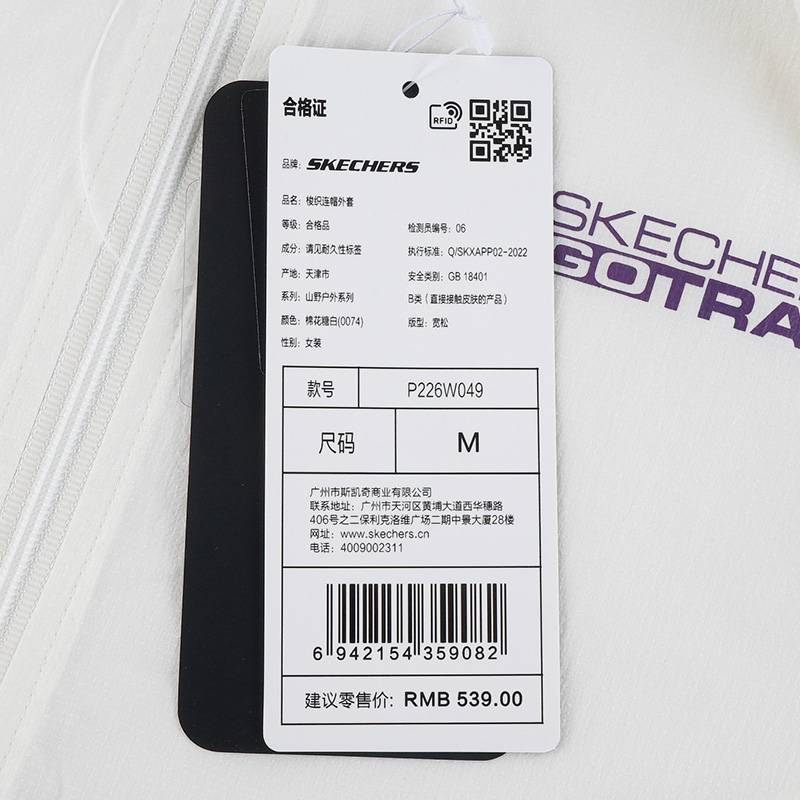 合格证
RFID
品牌: SKECHERS
品名: 梭织连帽外套
等级: 合格品
检测员编号: 06
成分: 请见耐久性标签
执行标准: Q/SKXAPP02-2022
产地: 天津市
安全类别: GB 18401
系列: 山野户外系列
B类 (直接接触皮肤的产品)
颜色: 棉花糖白(0074)
版型: 宽松
性别: 女装
款号 P226W049
尺码 M
广州市斯凯奇商业有限公司
联系地址: 广州市天河区黄埔大道西华穗路
406号之二保利克洛维广场二期中景大厦28楼
网址: www.skechers.cn
电话: 4009002311
6 942154 359082
建议零售价: RMB 539.00
SKECHE
GOTRA